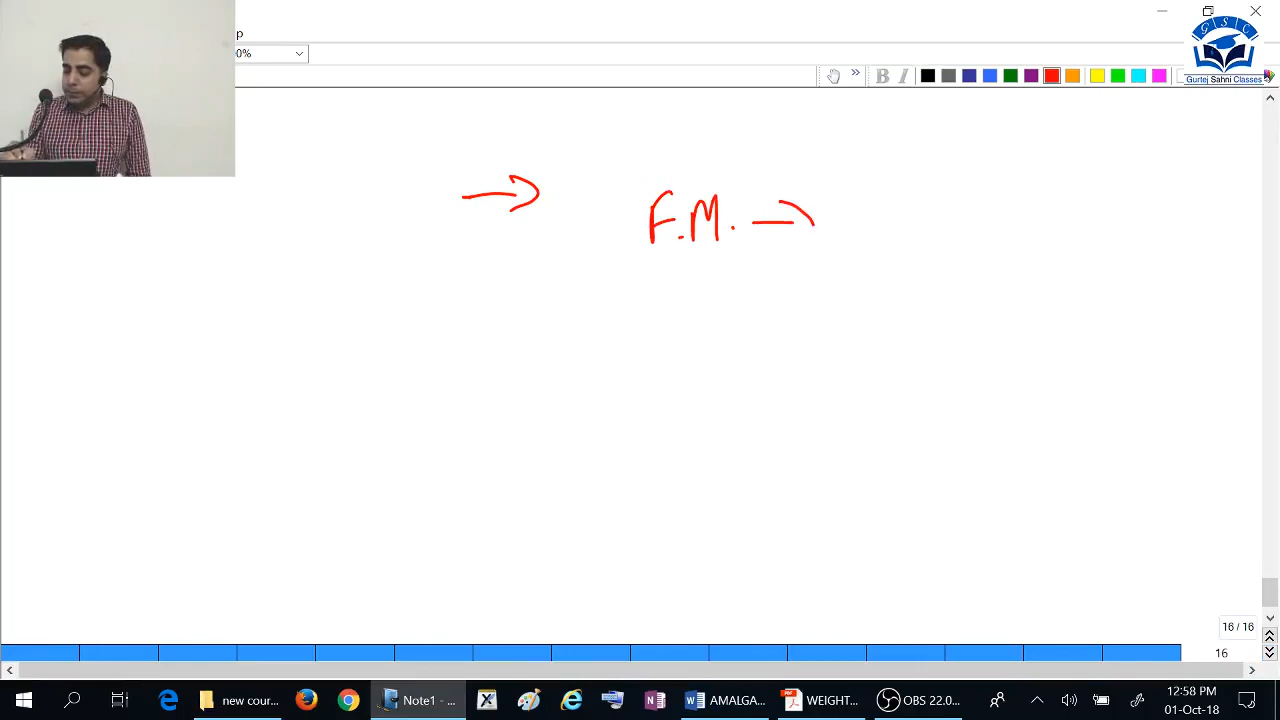 p
0%
B I
GSC
Gurtej Sahni Classes
→ F.M. →
16 / 16
16
new cour... Note1 - ... AMALGA... WEIGHT... OBS 22.0... 12:58 PM
01-Oct-18